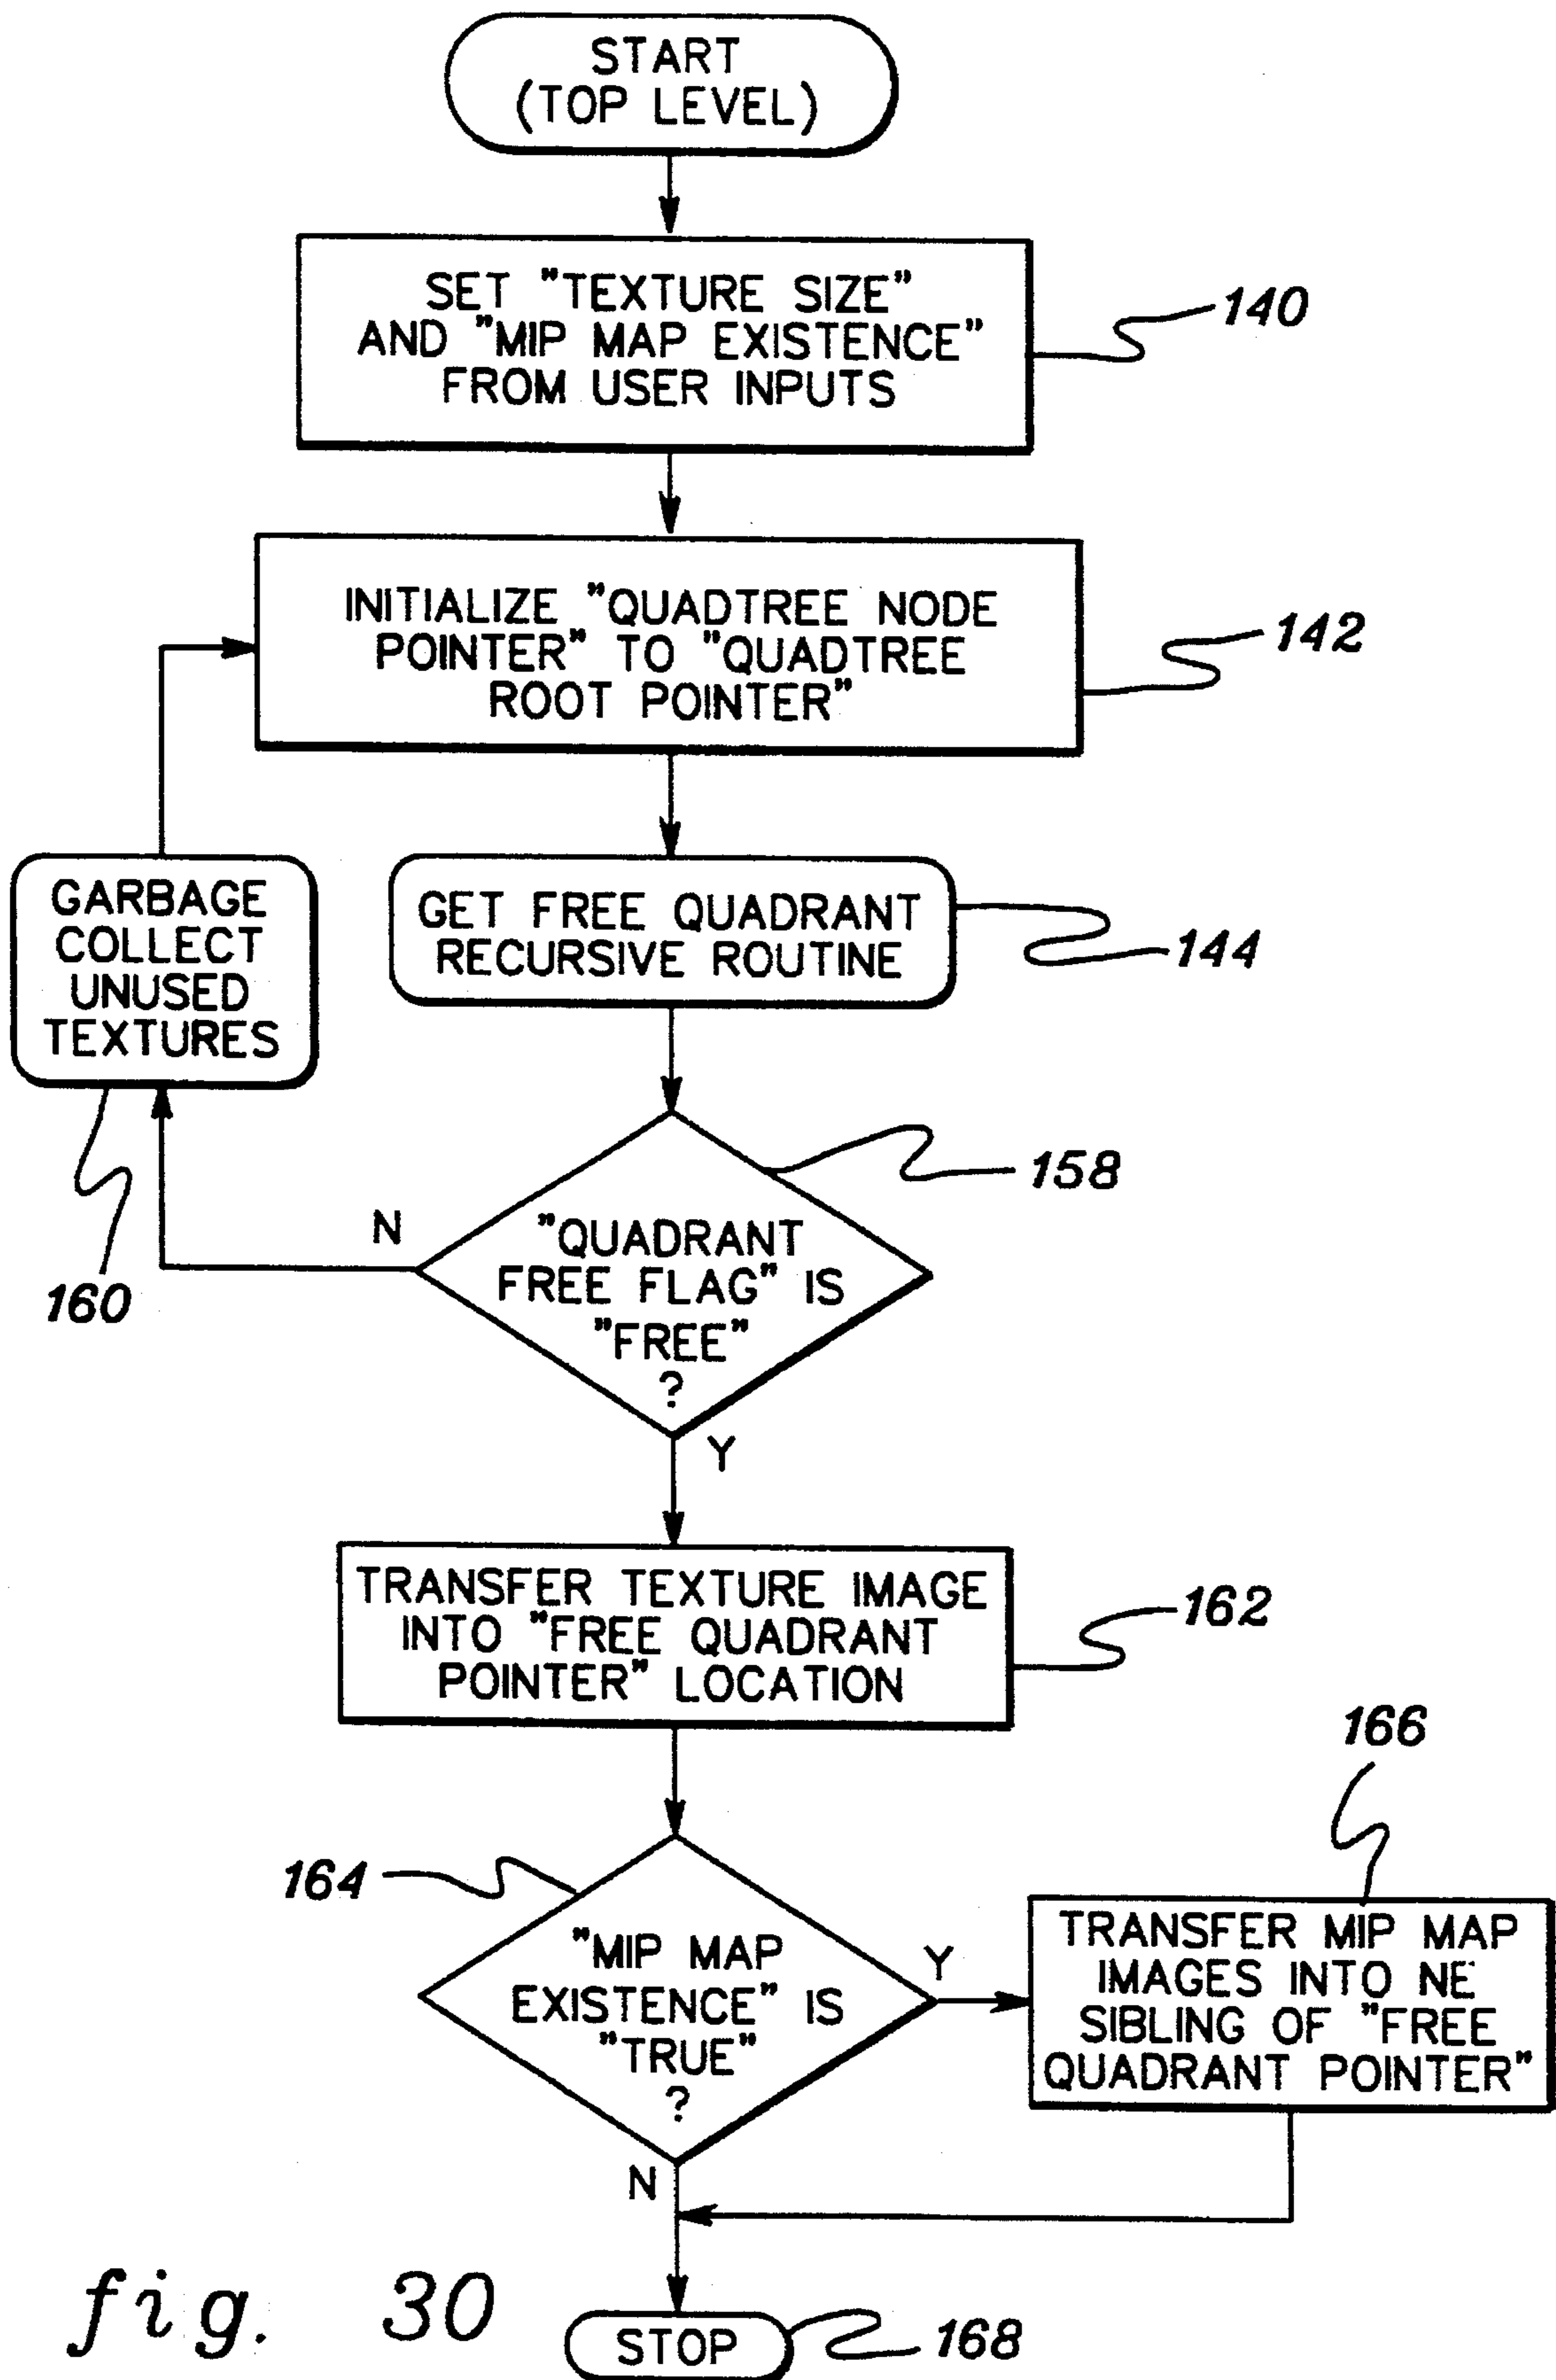 START
(TOP LEVEL)
SET "TEXTURE SIZE"
AND "MIP MAP EXISTENCE"
FROM USER INPUTS
140
INITIALIZE "QUADTREE NODE
POINTER" TO "QUADTREE
ROOT POINTER"
142
GARBAGE
COLLECT
UNUSED
TEXTURES
160
GET FREE QUADRANT
RECURSIVE ROUTINE
144
"QUADRANT
FREE FLAG" IS
"FREE"
?
158
N
Y
TRANSFER TEXTURE IMAGE
INTO "FREE QUADRANT
POINTER" LOCATION
162
164
"MIP MAP
EXISTENCE" IS
"TRUE"
?
Y
N
166
TRANSFER MIP MAP
IMAGES INTO NE
SIBLING OF "FREE
QUADRANT POINTER"
STOP
168
fig. 30